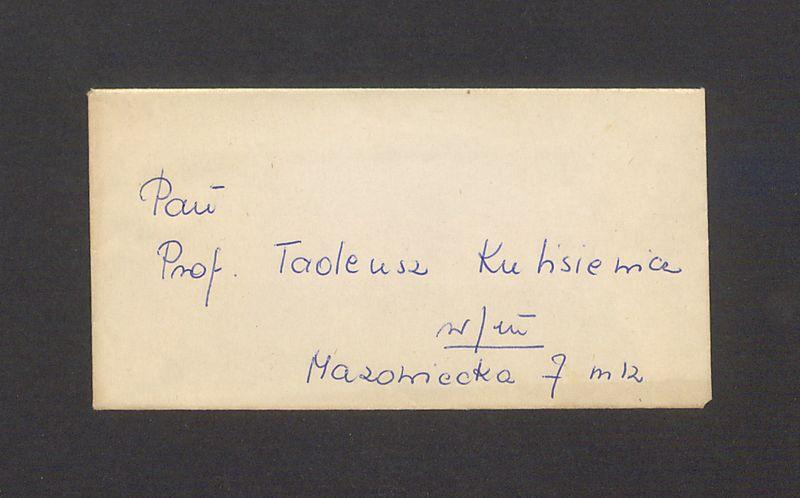 Pan
Prof. Tadeusz Kulisiewicz
w/m
Mazowiecka 7 m 12